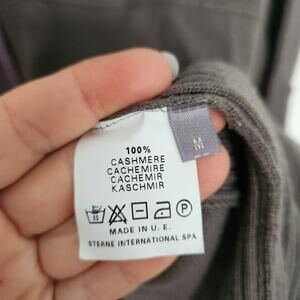 M
100%
CASHMERE
CACHEMIRE
CACHEMIR
KASCHMIR
P
MADE IN U.E.
STERNE INTERNATIONAL SPA